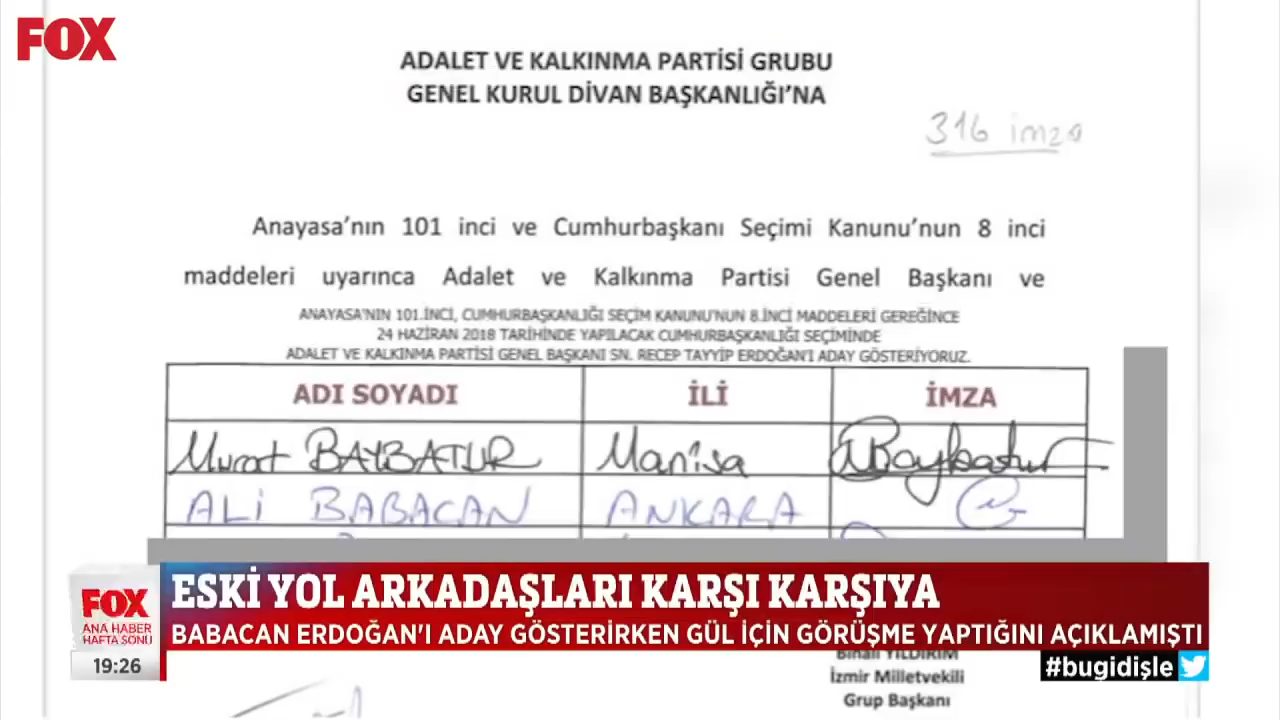 FOX
ADALET VE KALKINMA PARTİSİ GRUBU
GENEL KURUL DİVAN BAŞKANLIĞI'NA
316 imza
Anayasa'nın 101 inci ve Cumhurbaşkanı Seçimi Kanunu'nun 8 inci
maddeleri uyarınca Adalet ve Kalkınma Partisi Genel Başkanı ve
ANAYASA'NIN 101.İNCİ, CUMHURBAŞKANLIĞI SEÇİM KANUNU'NUN 8.İNCİ MADDELERİ GEREĞİNCE
24 HAZİRAN 2018 TARİHİNDE YAPILACAK CUMHURBAŞKANLIĞI SEÇİMİNDE
ADALET VE KALKINMA PARTİSİ GENEL BAŞKANI SN. RECEP TAYYİP ERDOĞAN'I ADAY GÖSTERİYORUZ.
ADI SOYADI İLİ İMZA
Murat BAYBATUR Manisa Baybatur
ALİ BABACAN ANKARA
ESKİ YOL ARKADAŞLARI KARŞI KARŞIYA
BABACAN ERDOĞAN'I ADAY GÖSTERİRKEN GÜL İÇİN GÖRÜŞME YAPTIĞINI AÇIKLAMIŞTI
FOX
ANA HABER
HAFTA SONU
19:26
#bugidişle
Binali YILDIRIM
İzmir Milletvekili
Grup Başkanı